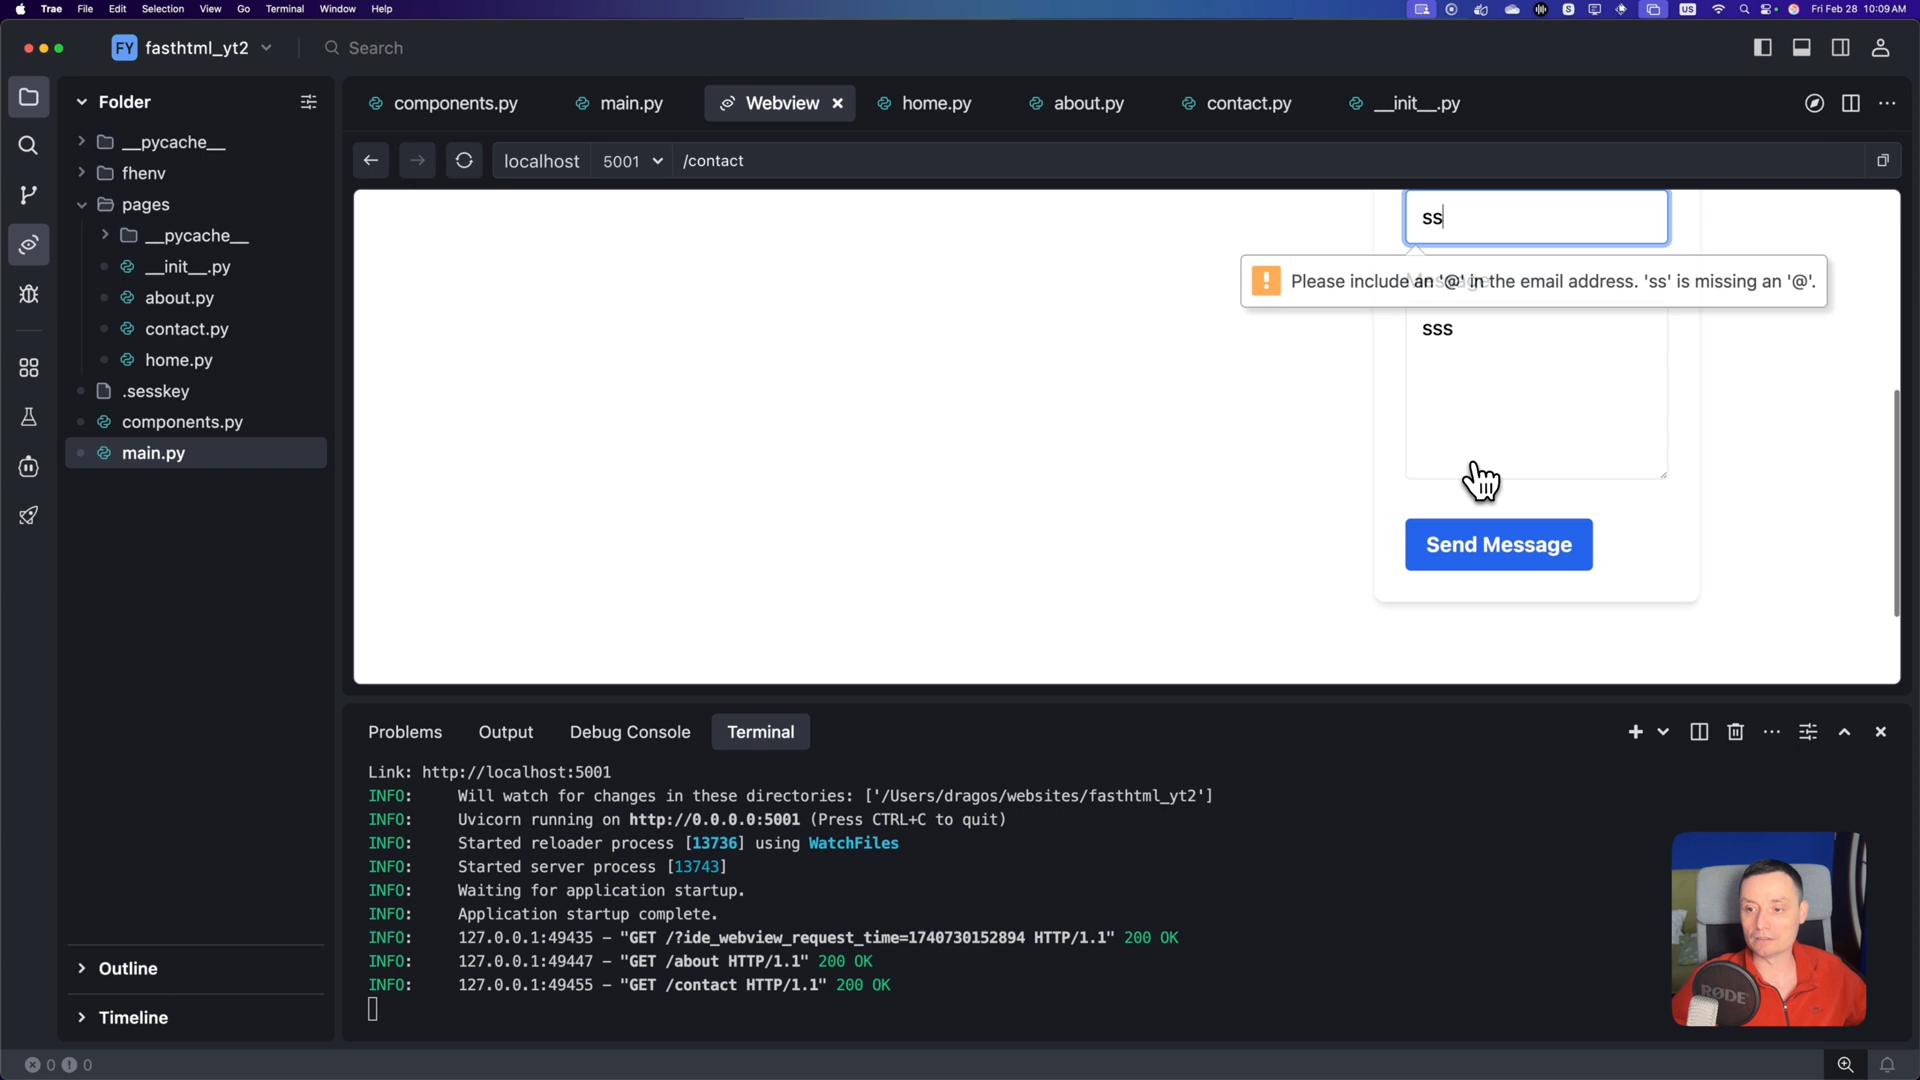 Trae File Edit Selection View Go Terminal Window Help
S
US
Fri Feb 28 10:09 AM
FY fasthtml_yt2
Search
Folder
__pycache__
fhenv
pages
__pycache__
__init__.py
about.py
contact.py
home.py
.sesskey
components.py
main.py
Outline
Timeline
components.py main.py Webview home.py about.py contact.py __init__.py
localhost 5001 /contact
ss
Please include an '@' in the email address. 'ss' is missing an '@'.
Message
sss
Send Message
Problems Output Debug Console Terminal
Link: http://localhost:5001
INFO: Will watch for changes in these directories: ['/Users/dragos/websites/fasthtml_yt2']
INFO: Uvicorn running on http://0.0.0.0:5001 (Press CTRL+C to quit)
INFO: Started reloader process [13736] using WatchFiles
INFO: Started server process [13743]
INFO: Waiting for application startup.
INFO: Application startup complete.
INFO: 127.0.0.1:49435 – "GET /?ide_webview_request_time=1740730152894 HTTP/1.1" 200 OK
INFO: 127.0.0.1:49447 – "GET /about HTTP/1.1" 200 OK
INFO: 127.0.0.1:49455 – "GET /contact HTTP/1.1" 200 OK
RØDE
0 0